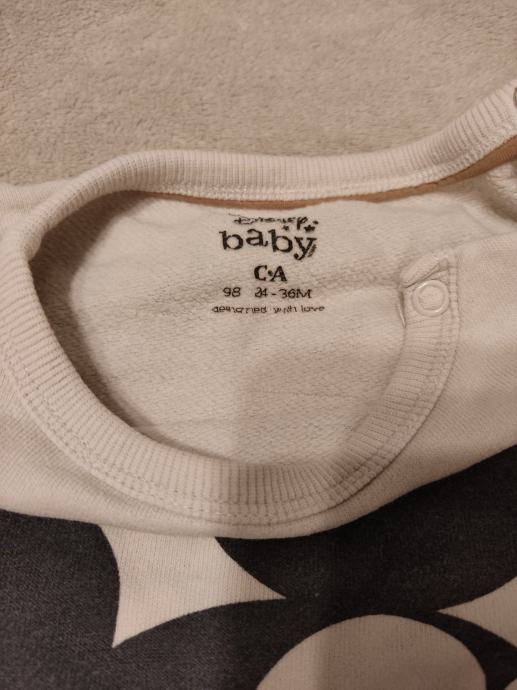 Disney
baby
C&A
98 24-36M
designed with love